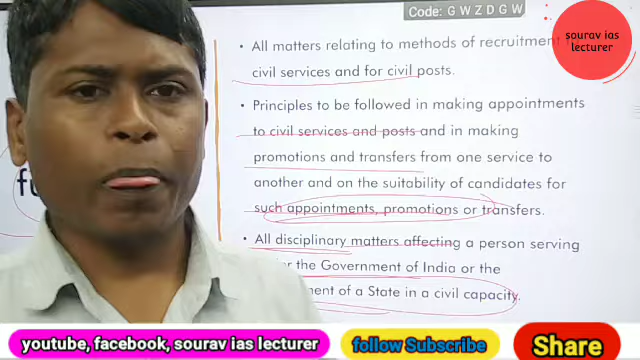 Code: G W Z D G W
sourav ias
lecturer
• All matters relating to methods of recruitment
civil services and for civil posts.
• Principles to be followed in making appointments
to civil services and posts and in making
promotions and transfers from one service to
another and on the suitability of candidates for
such appointments, promotions or transfers.
• All disciplinary matters affecting a person serving
the Government of India or the
of a State in a civil capacity.
youtube, facebook, sourav ias lecturer
follow Subscribe
Share